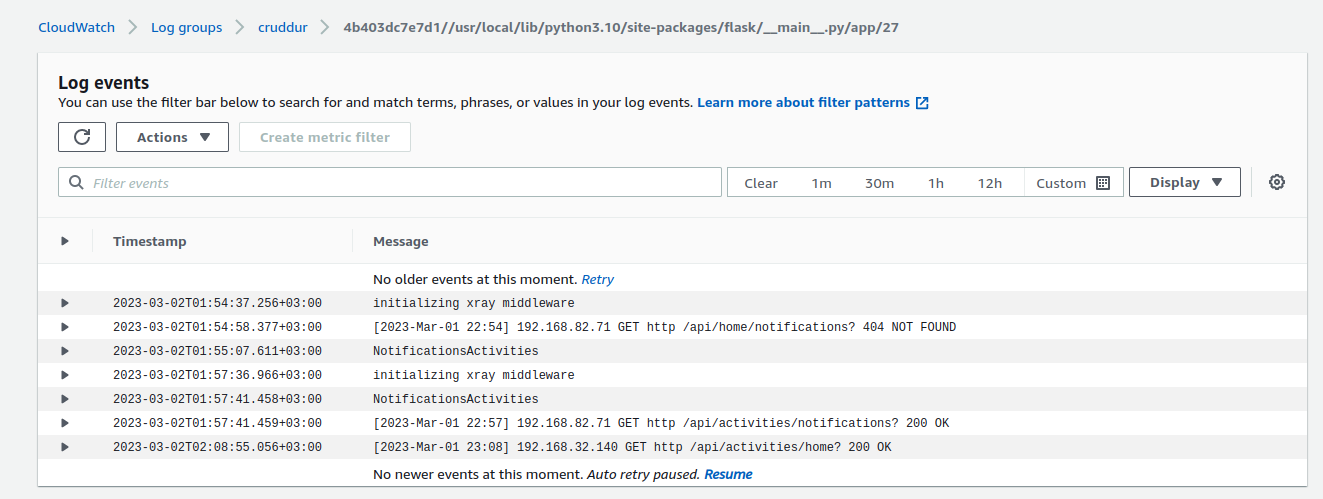 CloudWatch Log groups cruddur 4b403dc7e7d1//usr/local/lib/python3.10/site-packages/flask/__main__.py/app/27
Log events
You can use the filter bar below to search for and match terms, phrases, or values in your log events. Learn more about filter patterns
Actions Create metric filter
Filter events Clear 1m 30m 1h 12h Custom Display
Timestamp Message
No older events at this moment. Retry
2023-03-02T01:54:37.256+03:00 initializing xray middleware
2023-03-02T01:54:58.377+03:00 [2023-Mar-01 22:54] 192.168.82.71 GET http /api/home/notifications? 404 NOT FOUND
2023-03-02T01:55:07.611+03:00 NotificationsActivities
2023-03-02T01:57:36.966+03:00 initializing xray middleware
2023-03-02T01:57:41.458+03:00 NotificationsActivities
2023-03-02T01:57:41.459+03:00 [2023-Mar-01 22:57] 192.168.82.71 GET http /api/activities/notifications? 200 OK
2023-03-02T02:08:55.056+03:00 [2023-Mar-01 23:08] 192.168.32.140 GET http /api/activities/home? 200 OK
No newer events at this moment. Auto retry paused. Resume